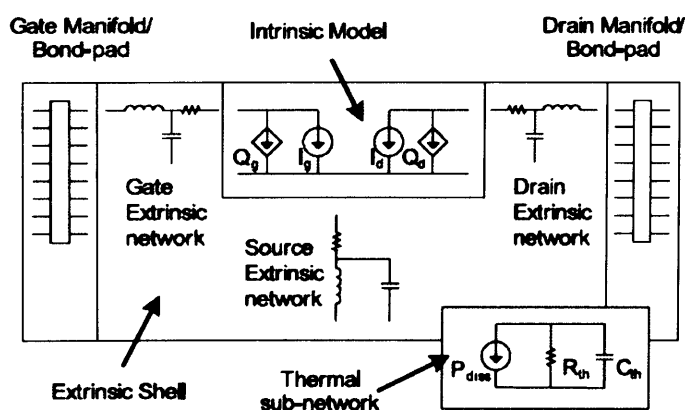 Gate Manifold/
Bond-pad
Intrinsic Model
Drain Manifold/
Bond-pad
Qg
Ig
Id
Qd
Gate
Extrinsic
network
Source
Extrinsic
network
Drain
Extrinsic
network
Pdiss
Rth
Cth
Extrinsic Shell
Thermal
sub-network